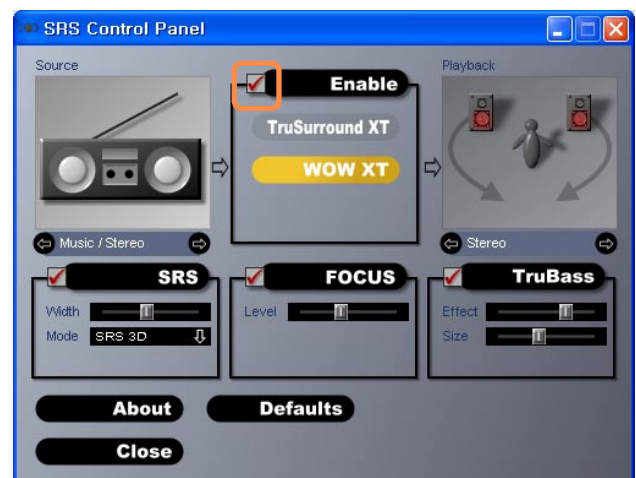 SRS Control Panel
Source
Enable
Playback
TruSurround XT
WOW XT
Music / Stereo
Stereo
SRS
FOCUS
TruBass
Width
Level
Effect
Mode
SRS 3D
Size
About
Defaults
Close